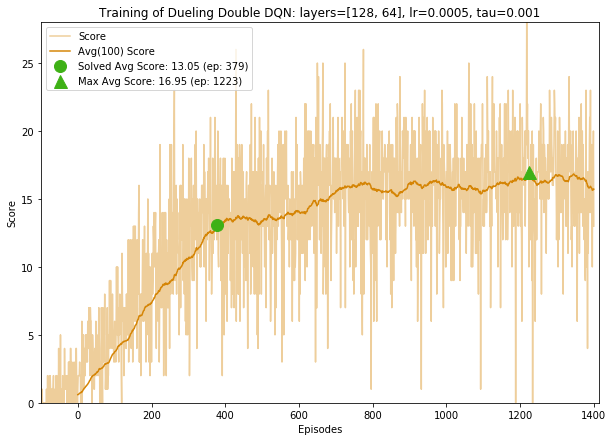 Training of Dueling Double DQN: layers=[128, 64], lr=0.0005, tau=0.001
Score
Avg(100) Score
Solved Avg Score: 13.05 (ep: 379)
Max Avg Score: 16.95 (ep: 1223)
25
20
15
10
5
0
Score
0 200 400 600 800 1000 1200 1400
Episodes